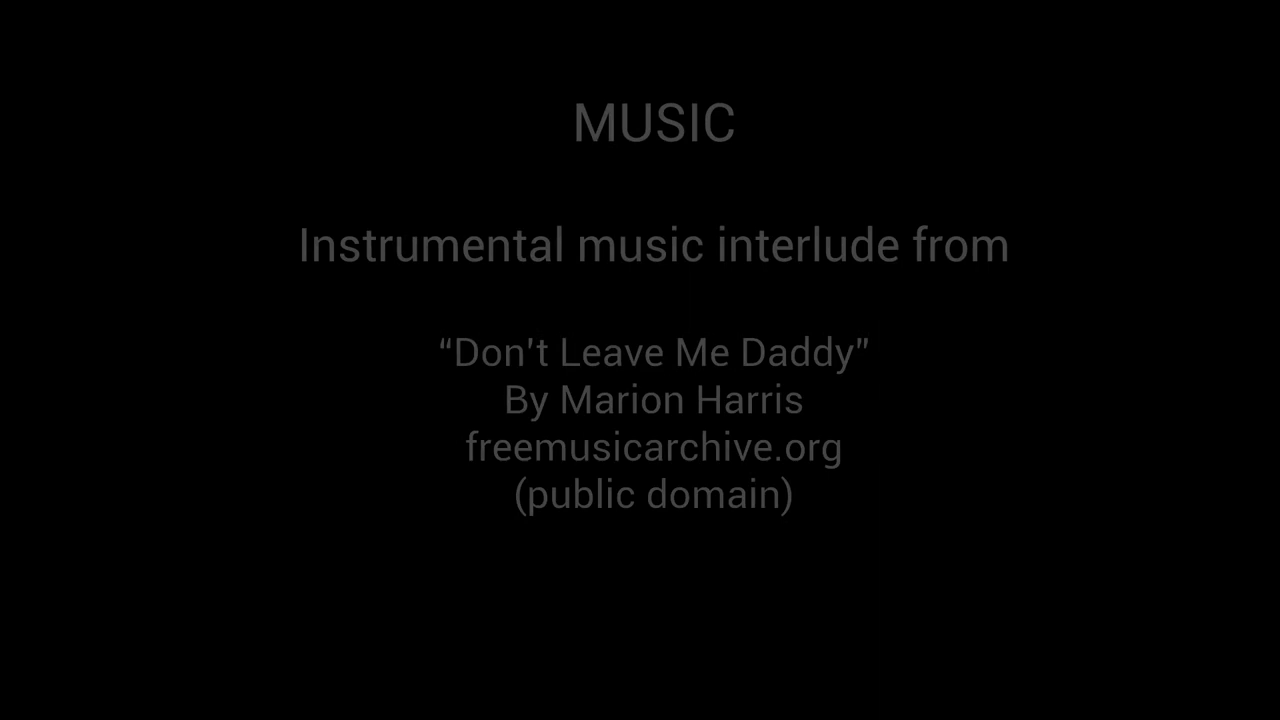 MUSIC
Instrumental music interlude from
“Don't Leave Me Daddy”
By Marion Harris
freemusicarchive.org
(public domain)